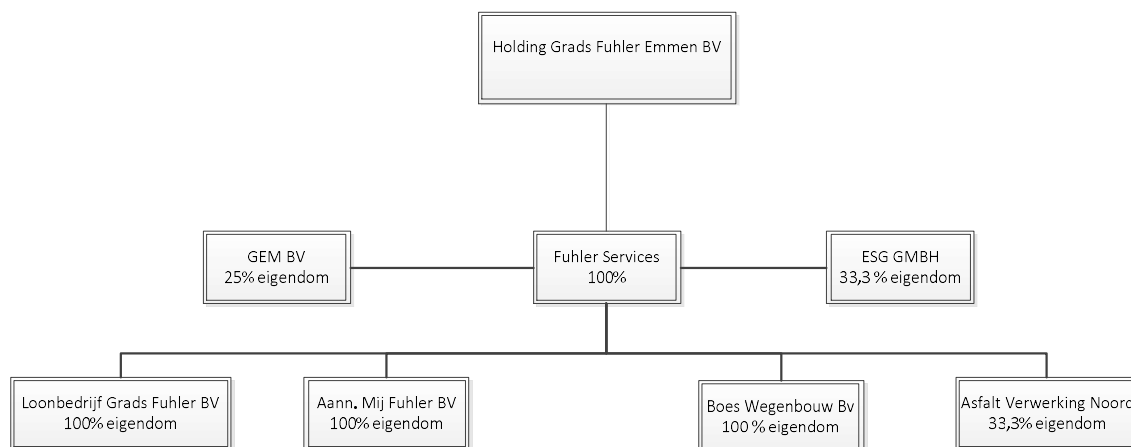 Holding Grads Fuhler Emmen BV
GEM BV
25% eigendom
Fuhler Services
100%
ESG GMBH
33,3 % eigendom
Loonbedrijf Grads Fuhler BV
100% eigendom
Aann. Mij Fuhler BV
100% eigendom
Boes Wegenbouw Bv
100 % eigendom
Asfalt Verwerking Noord
33,3% eigendom